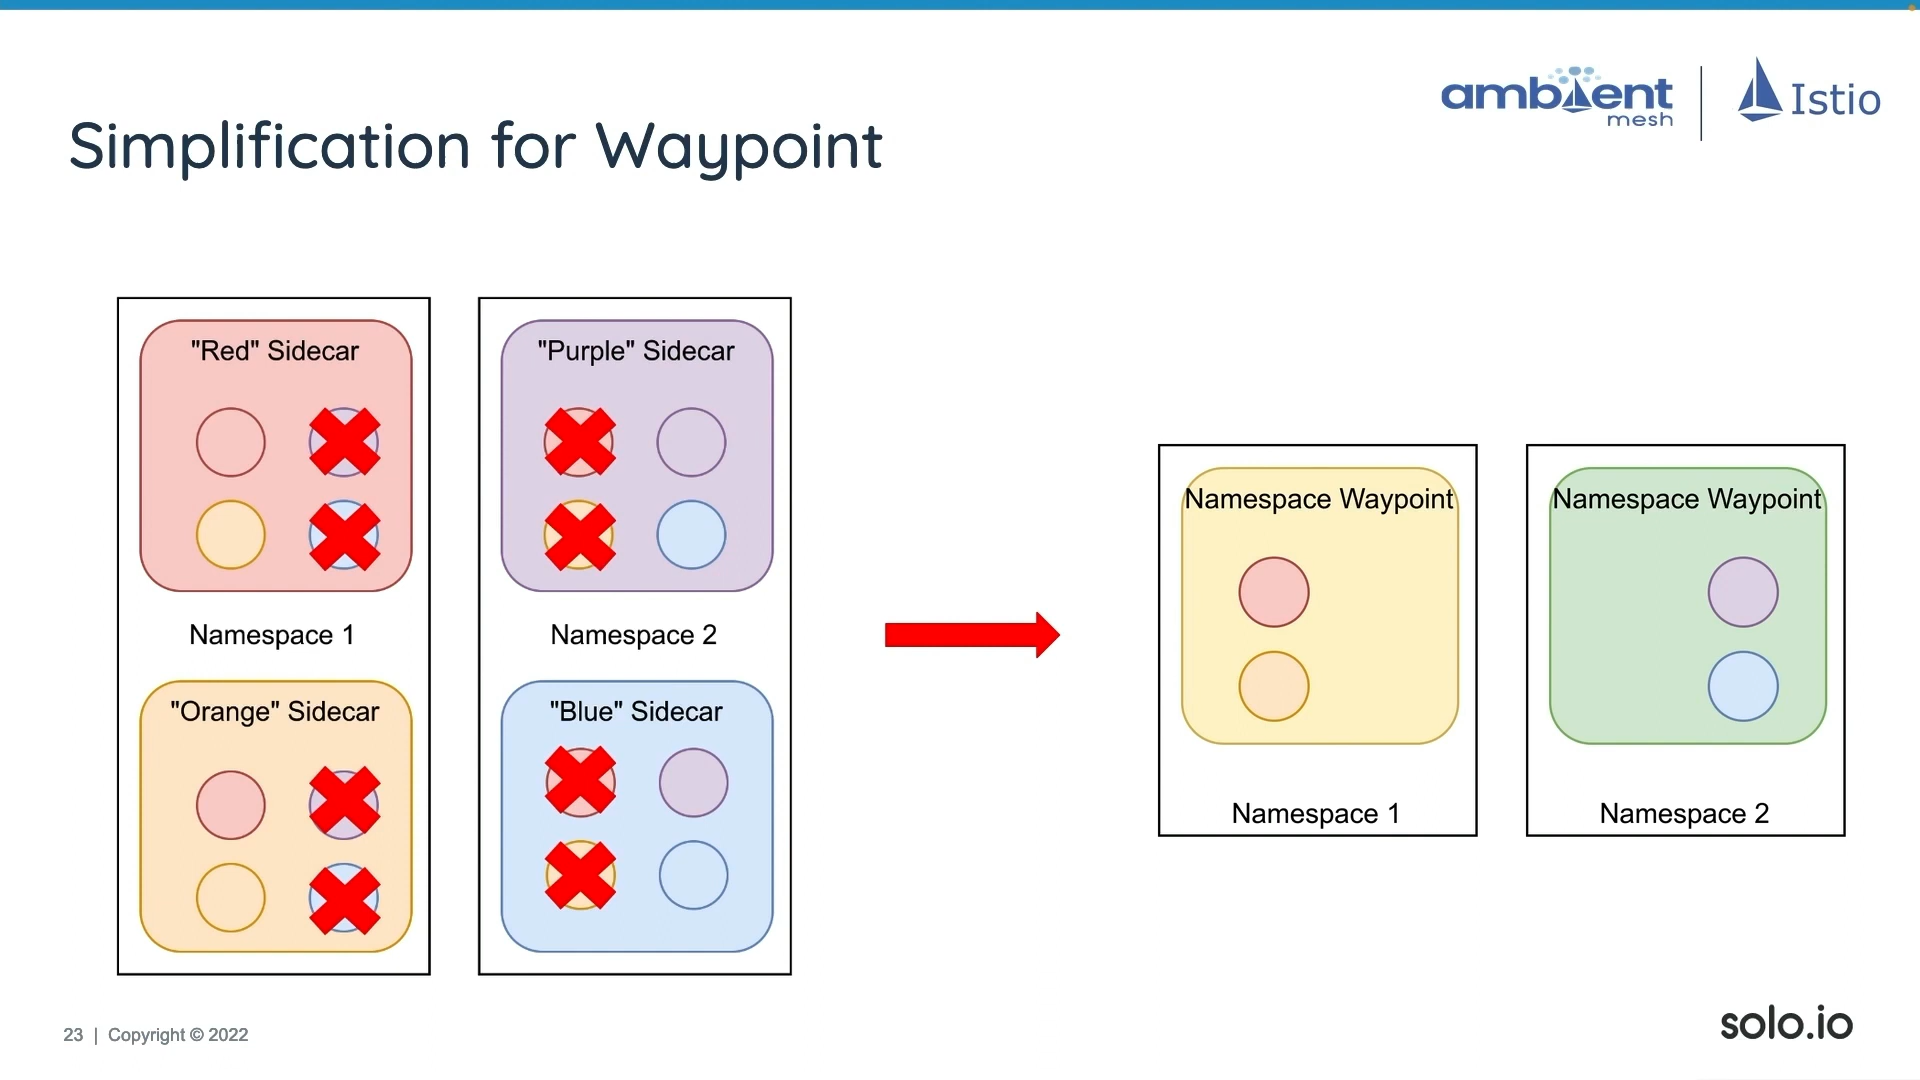 ambient
mesh
Istio
Simplification for Waypoint
"Red" Sidecar
Namespace 1
"Orange" Sidecar
"Purple" Sidecar
Namespace 2
"Blue" Sidecar
Namespace Waypoint
Namespace 1
Namespace Waypoint
Namespace 2
23 | Copyright © 2022
solo.io